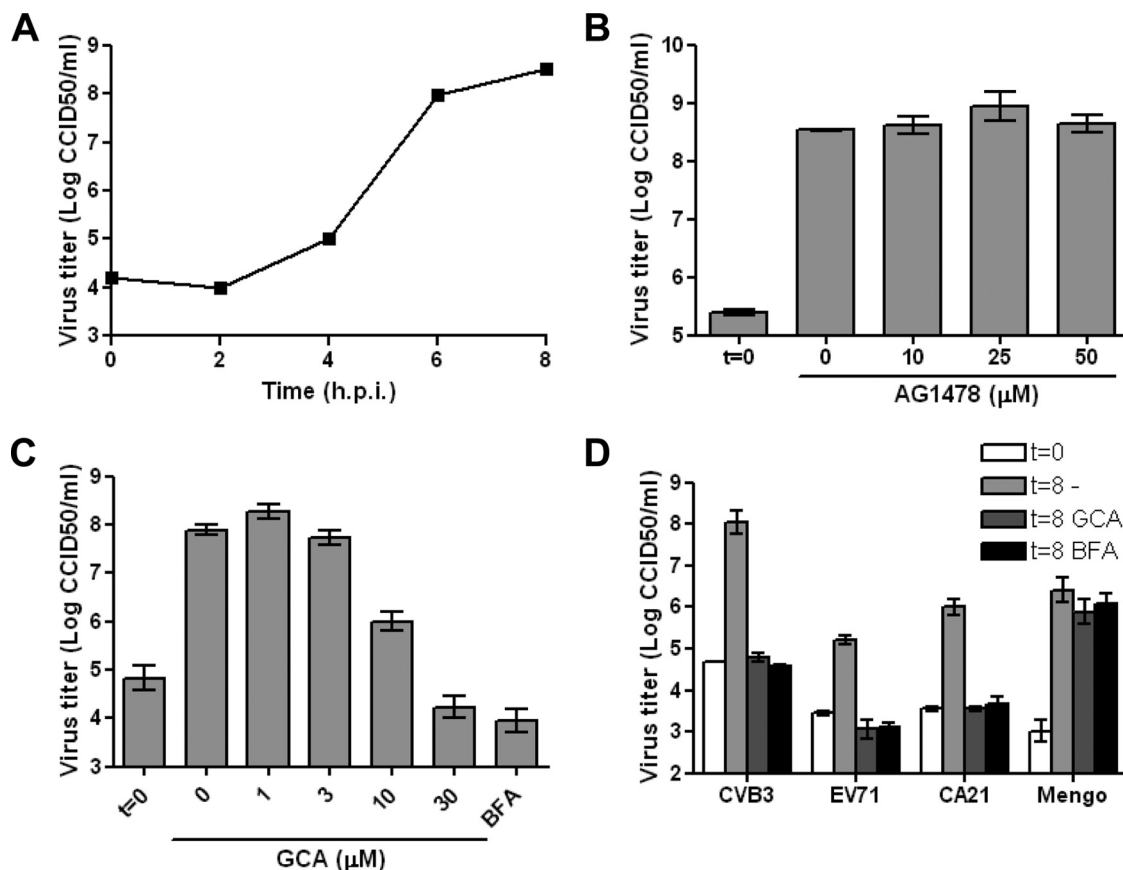 A
Virus titer (Log CCID50/ml)
9
8
7
6
5
4
3
0 2 4 6 8
Time (h.p.i.)
B
Virus titer (Log CCID50/ml)
10
9
8
7
6
5
t=0 0 10 25 50
AG1478 (μM)
C
Virus titer (Log CCID50/ml)
9
8
7
6
5
4
3
t=0 0 1 3 10 30 BFA
GCA (μM)
D
t=0
t=8 -
t=8 GCA
t=8 BFA
Virus titer (Log CCID50/ml)
9
8
7
6
5
4
3
2
CVB3 EV71 CA21 Mengo